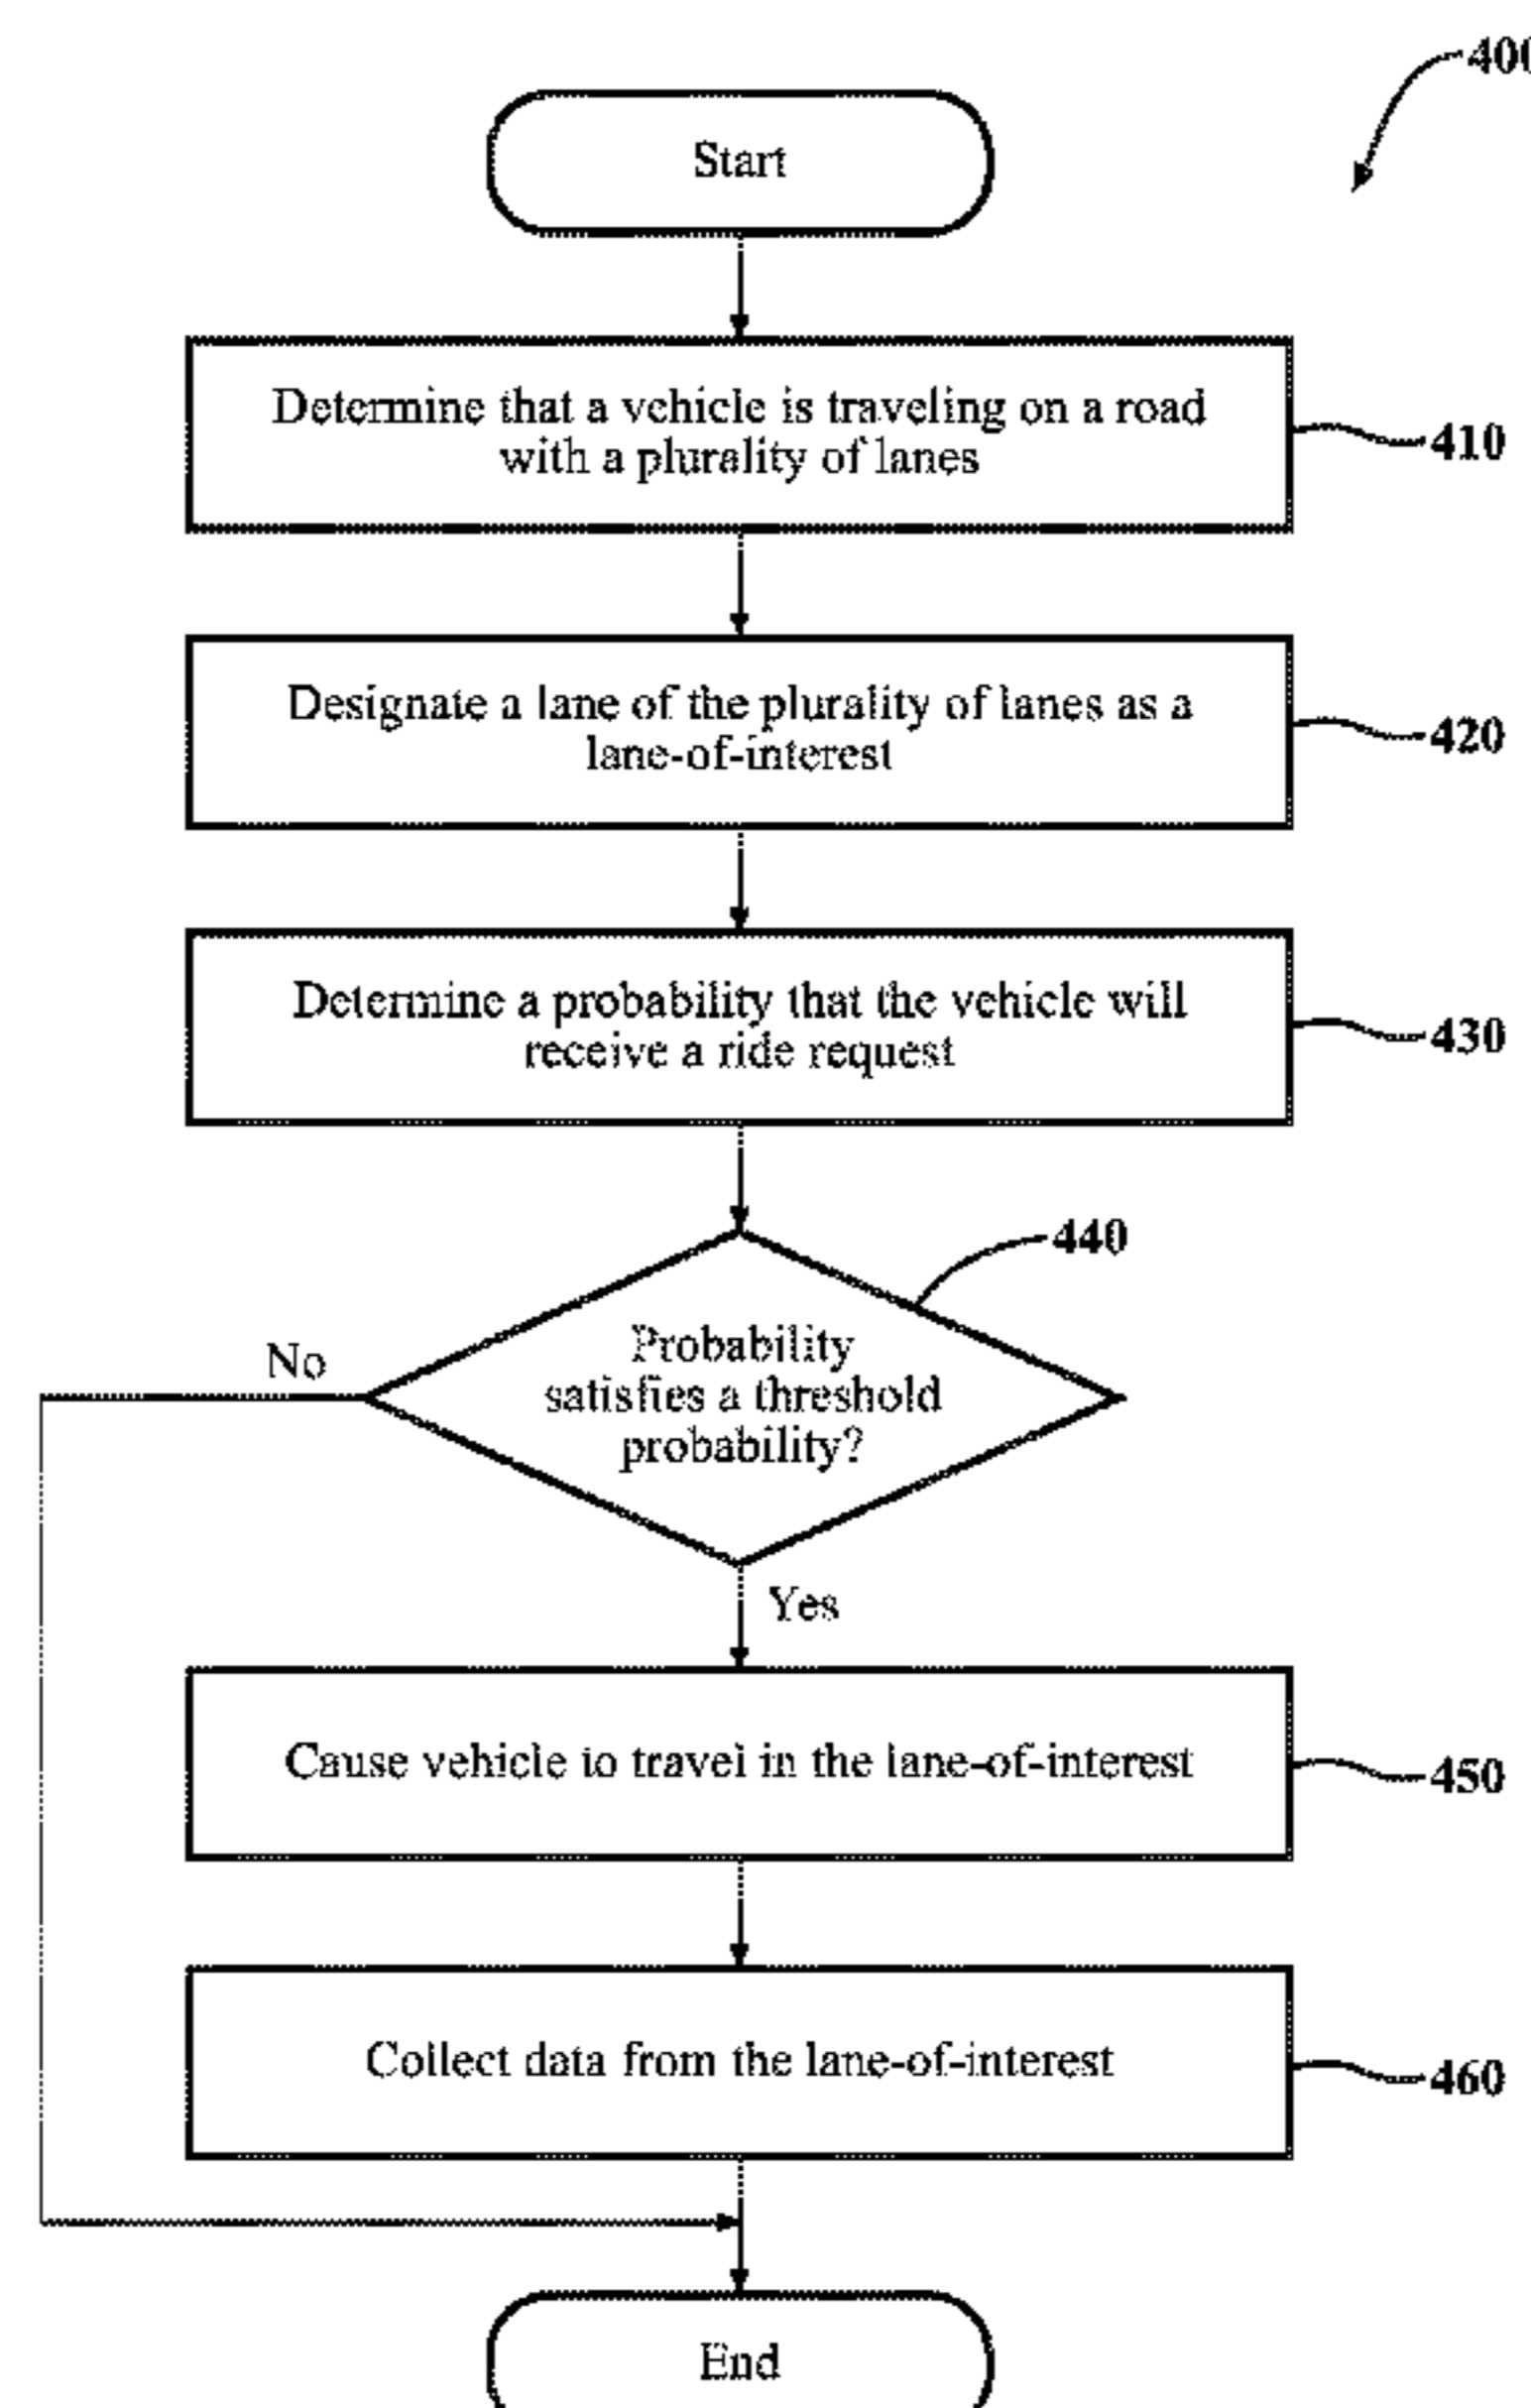 400
Start
Determine that a vehicle is traveling on a road
with a plurality of lanes
410
Designate a lane of the plurality of lanes as a
lane-of-interest
420
Determine a probability that the vehicle will
receive a ride request
430
440
Probability
satisfies a threshold
probability?
No
Yes
Cause vehicle to travel in the lane-of-interest
450
Collect data from the lane-of-interest
460
End